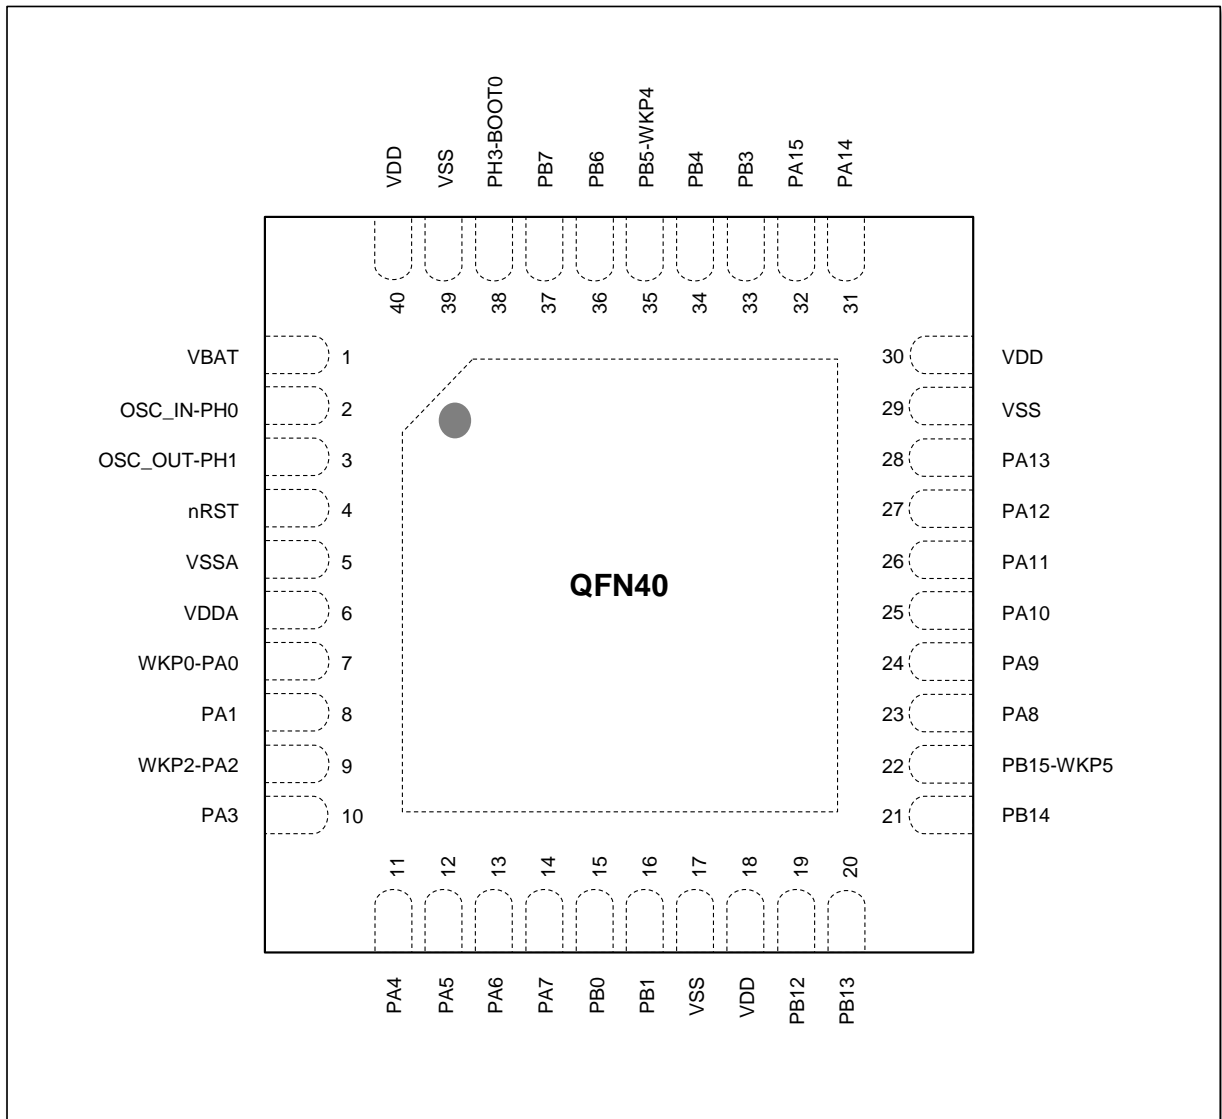 VDD
VSS
PH3-BOOT0
PB7
PB6
PB5-WKP4
PB4
PB3
PA15
PA14
40
39
38
37
36
35
34
33
32
31
VBAT 1
OSC_IN-PH0 2
OSC_OUT-PH1 3
nRST 4
VSSA 5
VDDA 6
WKP0-PA0 7
PA1 8
WKP2-PA2 9
PA3 10
QFN40
30 VDD
29 VSS
28 PA13
27 PA12
26 PA11
25 PA10
24 PA9
23 PA8
22 PB15-WKP5
21 PB14
11
12
13
14
15
16
17
18
19
20
PA4
PA5
PA6
PA7
PB0
PB1
VSS
VDD
PB12
PB13